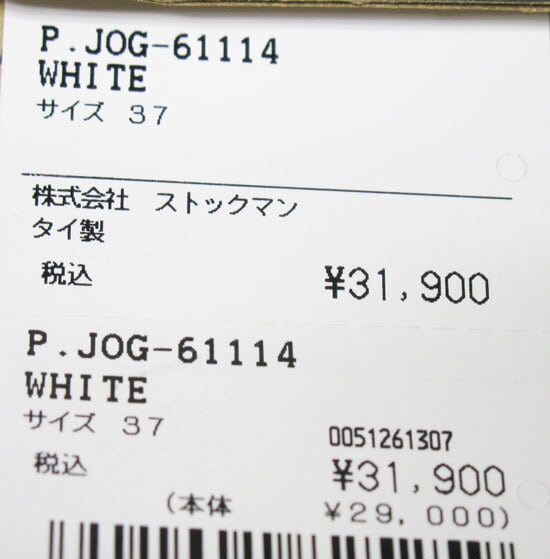 P.JOG-61114
WHITE
サイズ 37
株式会社 ストックマン
タイ製
税込 ¥31,900
P.JOG-61114
WHITE
サイズ 37
0051261307
税込 ¥31,900
(本体 ¥29,000)